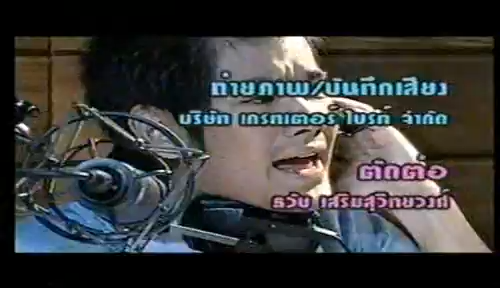 ถ่ายภาพ/บันทึกเสียง
บริษัท เกรทเตอร์ ไบรท์ จำกัด
ตัดต่อ
ธวัช เสริมสุวิทยวงศ์